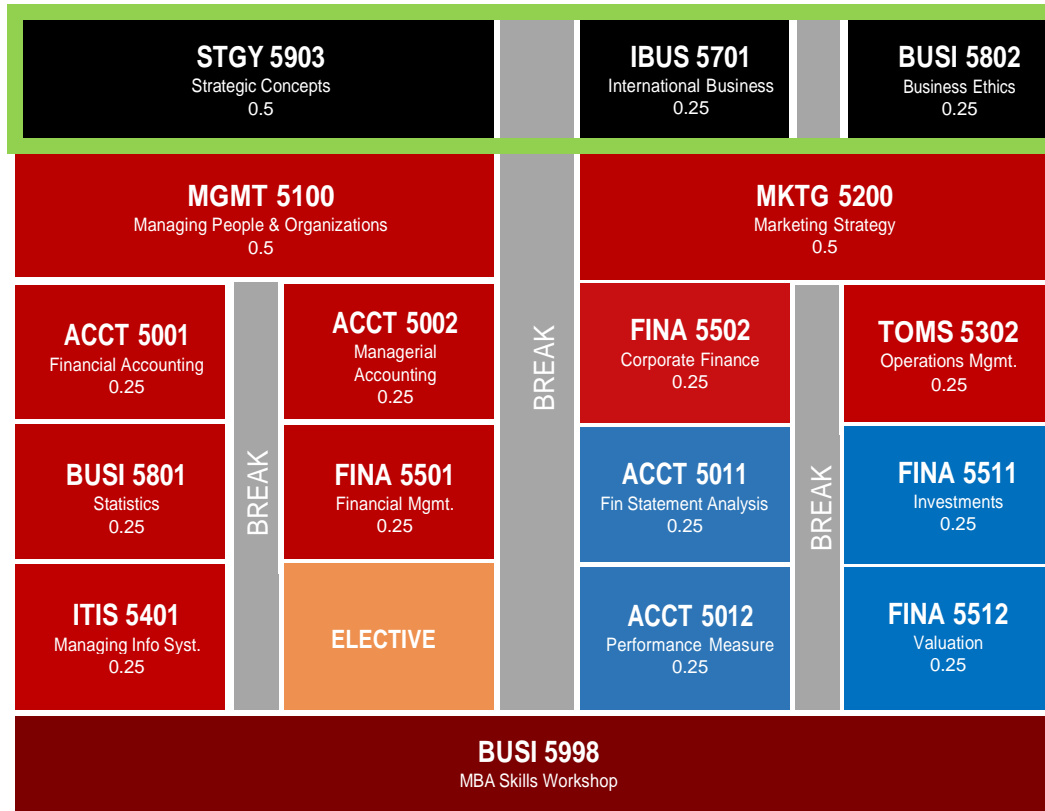 STGY 5903
Strategic Concepts
0.5
IBUS 5701
International Business
0.25
BUSI 5802
Business Ethics
0.25
MGMT 5100
Managing People & Organizations
0.5
MKTG 5200
Marketing Strategy
0.5
ACCT 5001
Financial Accounting
0.25
ACCT 5002
Managerial
Accounting
0.25
BREAK
FINA 5502
Corporate Finance
0.25
TOMS 5302
Operations Mgmt.
0.25
BUSI 5801
Statistics
0.25
BREAK
FINA 5501
Financial Mgmt.
0.25
ACCT 5011
Fin Statement Analysis
0.25
BREAK
FINA 5511
Investments
0.25
ITIS 5401
Managing Info Syst.
0.25
ELECTIVE
ACCT 5012
Performance Measure
0.25
FINA 5512
Valuation
0.25
BUSI 5998
MBA Skills Workshop